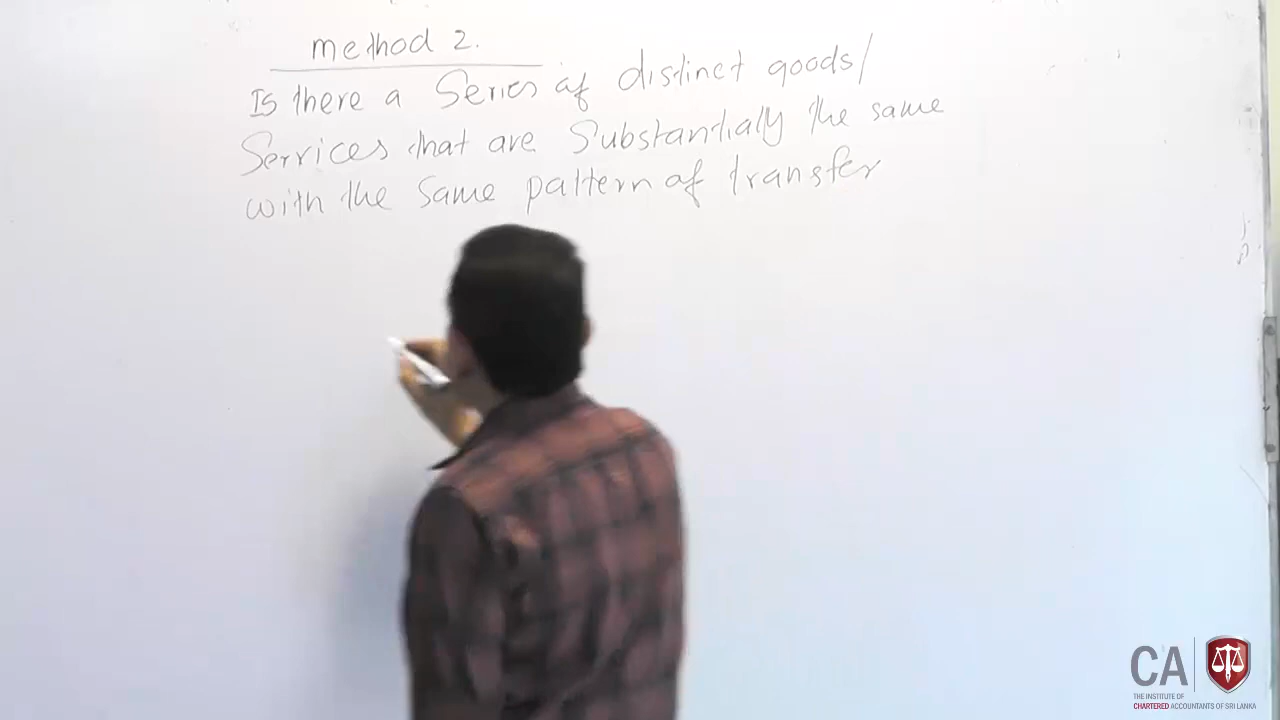 method 2.
Is there a Series of distinct goods/
Services that are Substantially the same
with the same pattern of transfer
CA
THE INSTITUTE OF
CHARTERED ACCOUNTANTS OF SRI LANKA